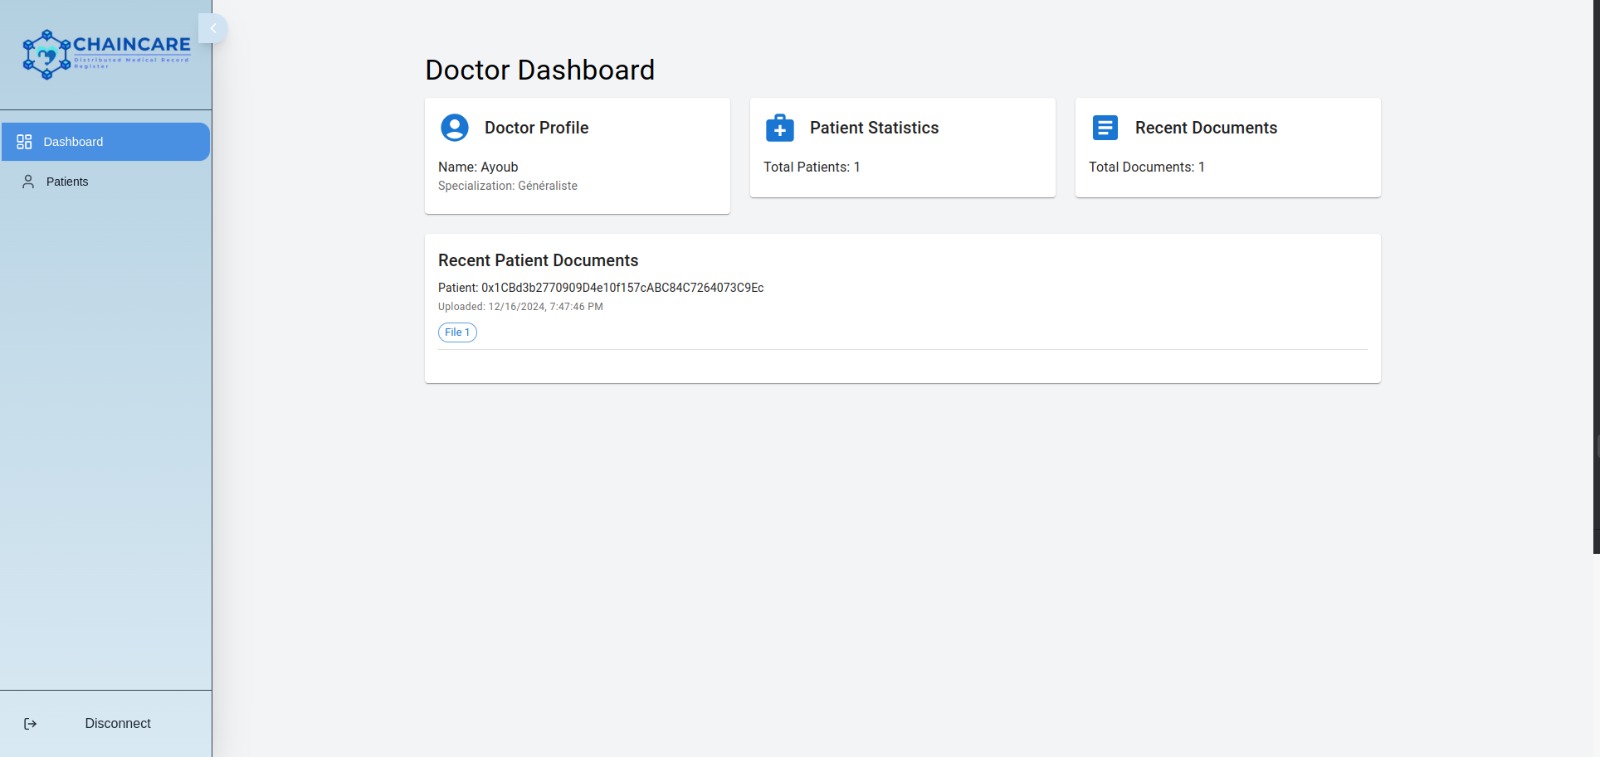 CHAINCARE
Distributed Medical Record
Register
Dashboard
Patients
Disconnect
Doctor Dashboard
Doctor Profile
Name: Ayoub
Specialization: Généraliste
Patient Statistics
Total Patients: 1
Recent Documents
Total Documents: 1
Recent Patient Documents
Patient: 0x1CBd3b2770909D4e10f157cABC84C7264073C9Ec
Uploaded: 12/16/2024, 7:47:46 PM
File 1